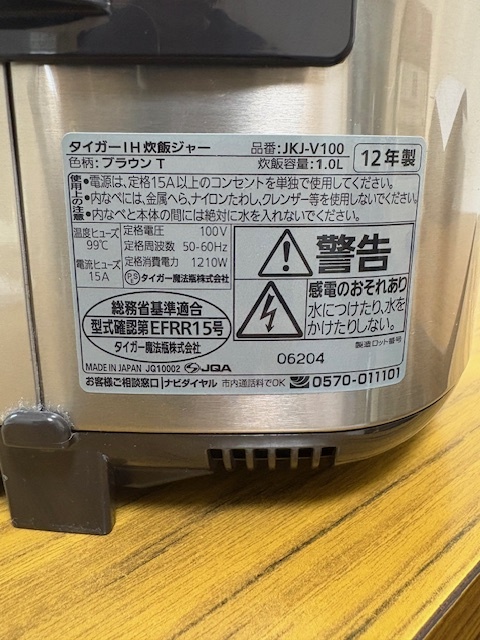 タイガーIH炊飯ジャー 品番:JKJ-V100
色柄:ブラウン T 炊飯容量:1.0L 12年製
使用上の注意
●電源は、定格15A以上のコンセントを単独で使用してください。
●内なべには、金属へら、ナイロンたわし、クレンザー等を使用しないでください。
●内なべと本体の間には絶対に水を入れないでください。
温度ヒューズ 99℃
電流ヒューズ 15A
定格電圧 100V
定格周波数 50-60Hz
定格消費電力 1210W
PSE タイガー魔法瓶株式会社
警告
感電のおそれあり
水につけたり、水を
かけたりしない。
総務省基準適合
型式確認第EFRR15号
タイガー魔法瓶株式会社
06204 製造ロット番号
MADE IN JAPAN JQ10002 JQA
お客様ご相談窓口 ナビダイヤル 市内通話料でOK 0570-011101